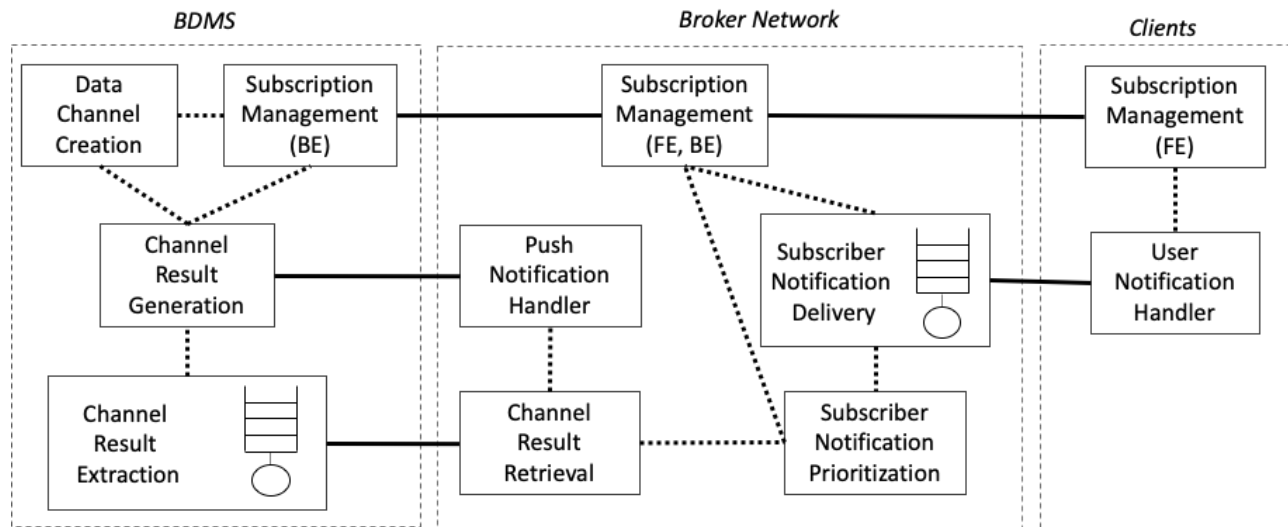 BDMS
Broker Network
Clients
Data
Channel
Creation
Subscription
Management
(BE)
Subscription
Management
(FE, BE)
Subscription
Management
(FE)
Channel
Result
Generation
Push
Notification
Handler
Subscriber
Notification
Delivery
User
Notification
Handler
Channel
Result
Extraction
Channel
Result
Retrieval
Subscriber
Notification
Prioritization